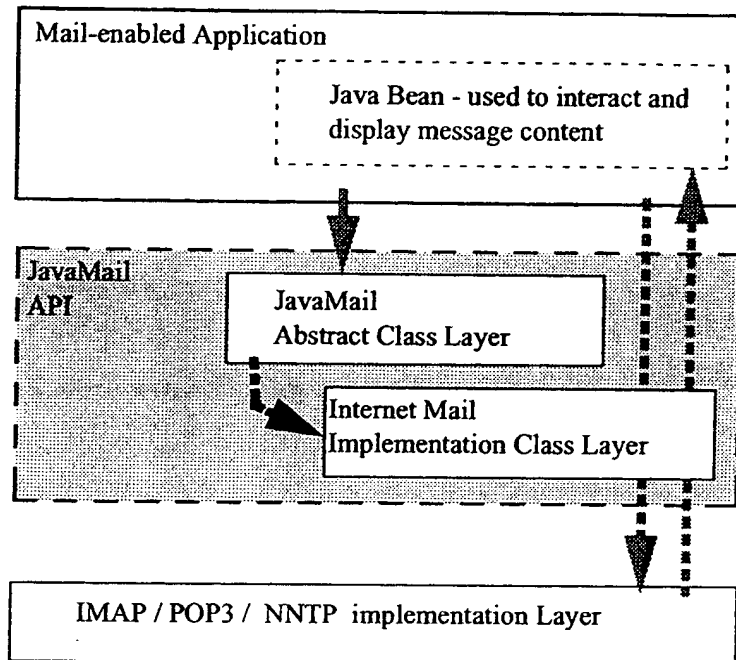 Mail-enabled Application
Java Bean - used to interact and
display message content
JavaMail
API
JavaMail
Abstract Class Layer
Internet Mail
Implementation Class Layer
IMAP / POP3 / NNTP implementation Layer